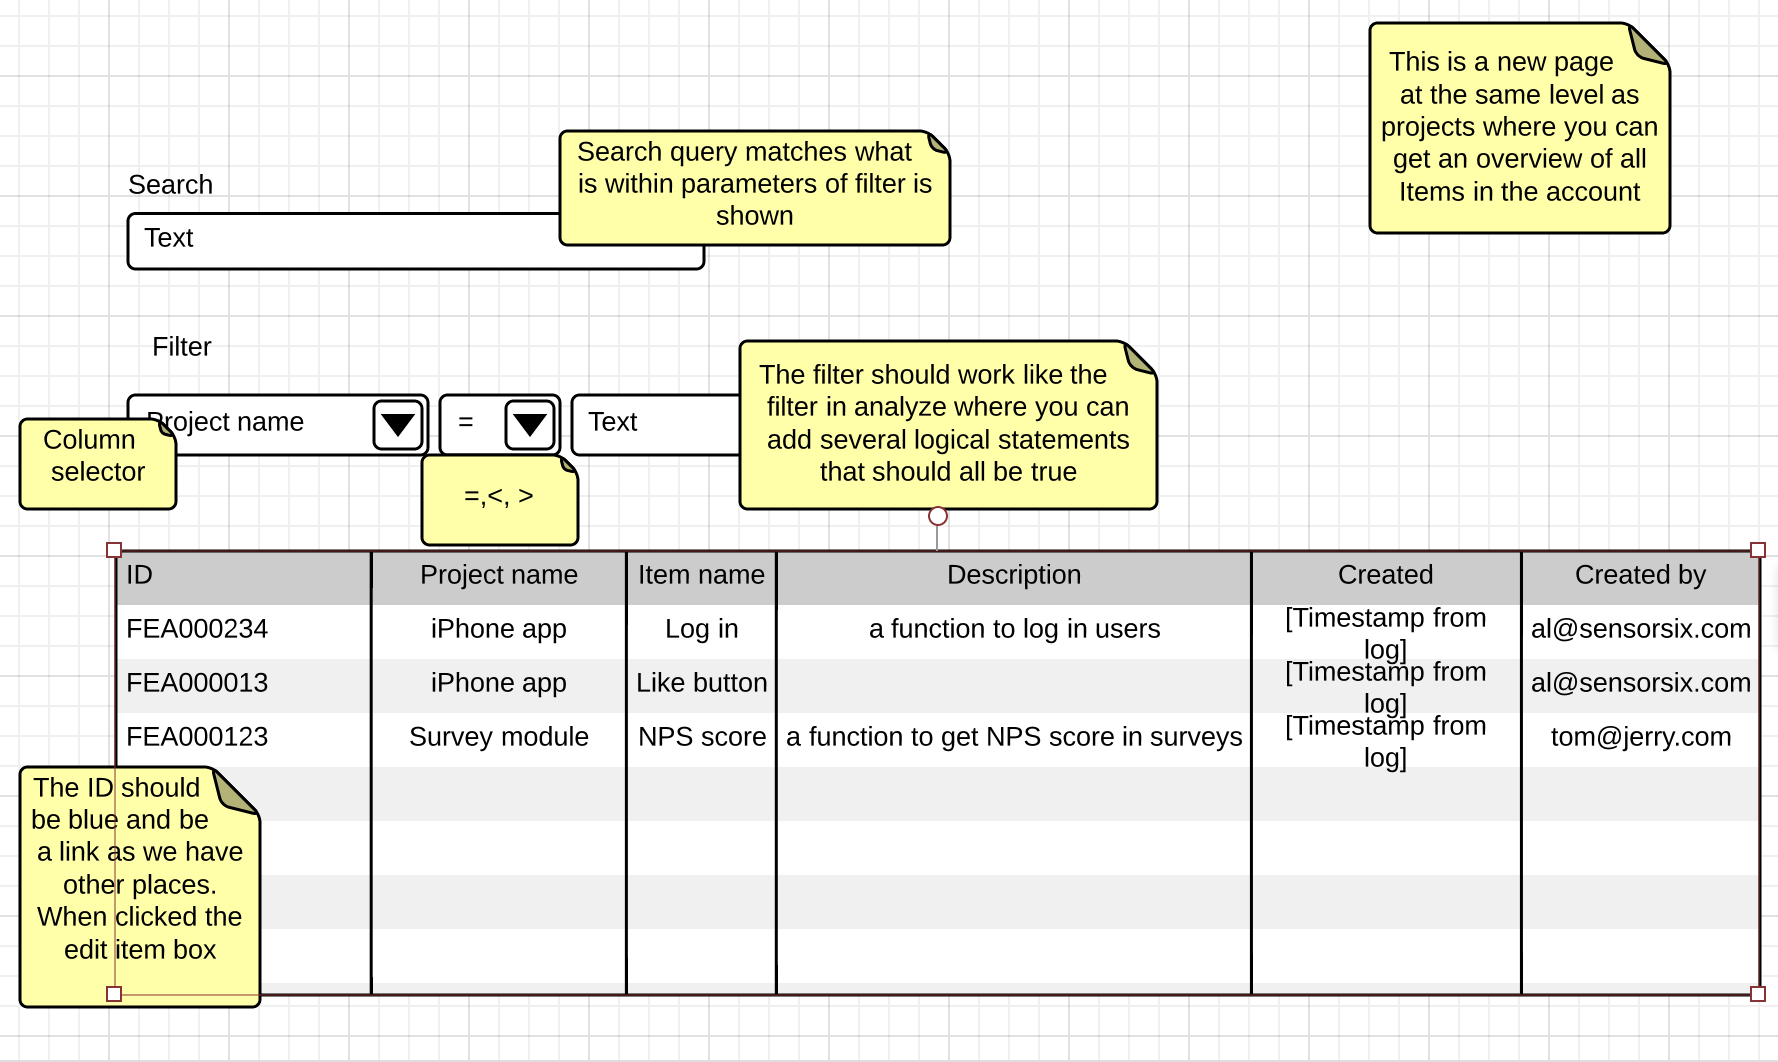 This is a new page
at the same level as
projects where you can
get an overview of all
Items in the account
Search query matches what
is within parameters of filter is
shown
Search
Text
Filter
The filter should work like the
filter in analyze where you can
add several logical statements
that should all be true
Project name
=
Text
Column
selector
=,<, >
ID Project name Item name Description Created Created by
FEA000234 iPhone app Log in a function to log in users [Timestamp from
log] al@sensorsix.com
FEA000013 iPhone app Like button [Timestamp from
log] al@sensorsix.com
FEA000123 Survey module NPS score a function to get NPS score in surveys [Timestamp from
log] tom@jerry.com
The ID should
be blue and be
a link as we have
other places.
When clicked the
edit item box